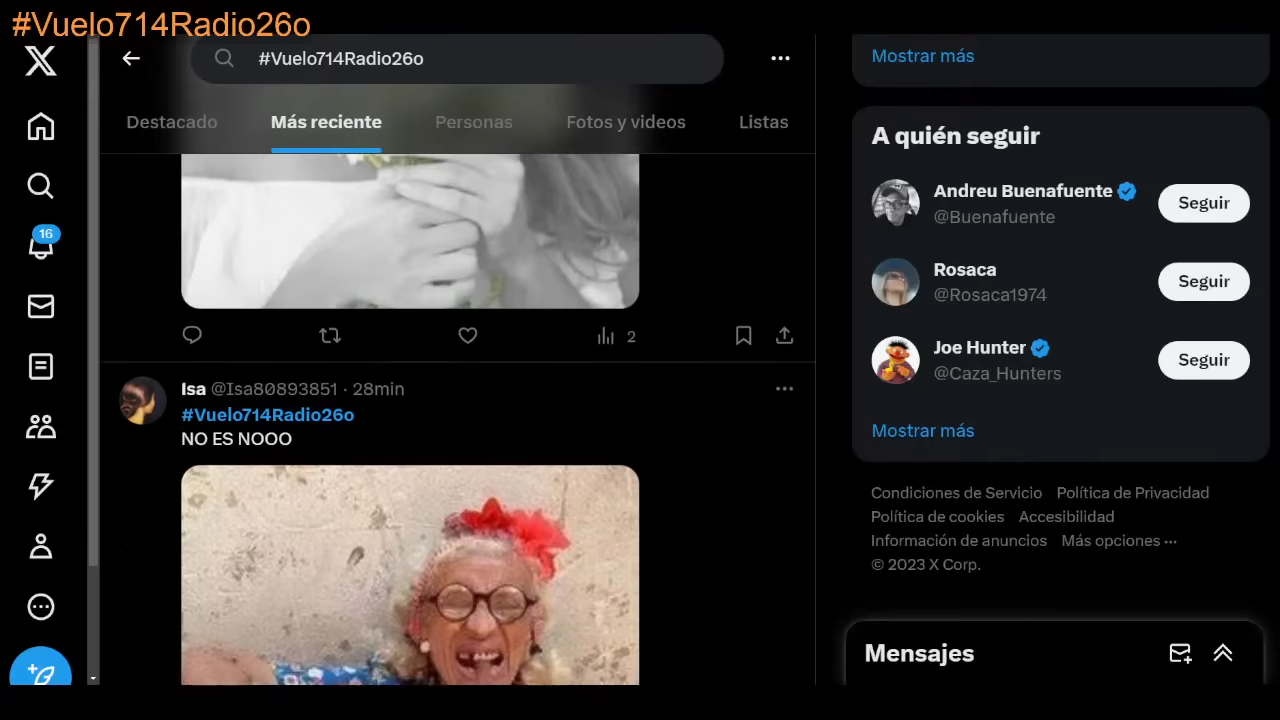 #Vuelo714Radio26o
#Vuelo714Radio26o
Destacado
Más reciente
Personas
Fotos y videos
Listas
16
2
Isa @Isa80893851 · 28min
#Vuelo714Radio26o
NO ES NOOO
Mostrar más
A quién seguir
Andreu Buenafuente
@Buenafuente
Seguir
Rosaca
@Rosaca1974
Seguir
Joe Hunter
@Caza_Hunters
Seguir
Mostrar más
Condiciones de Servicio Política de Privacidad
Política de cookies Accesibilidad
Información de anuncios Más opciones ···
© 2023 X Corp.
Mensajes